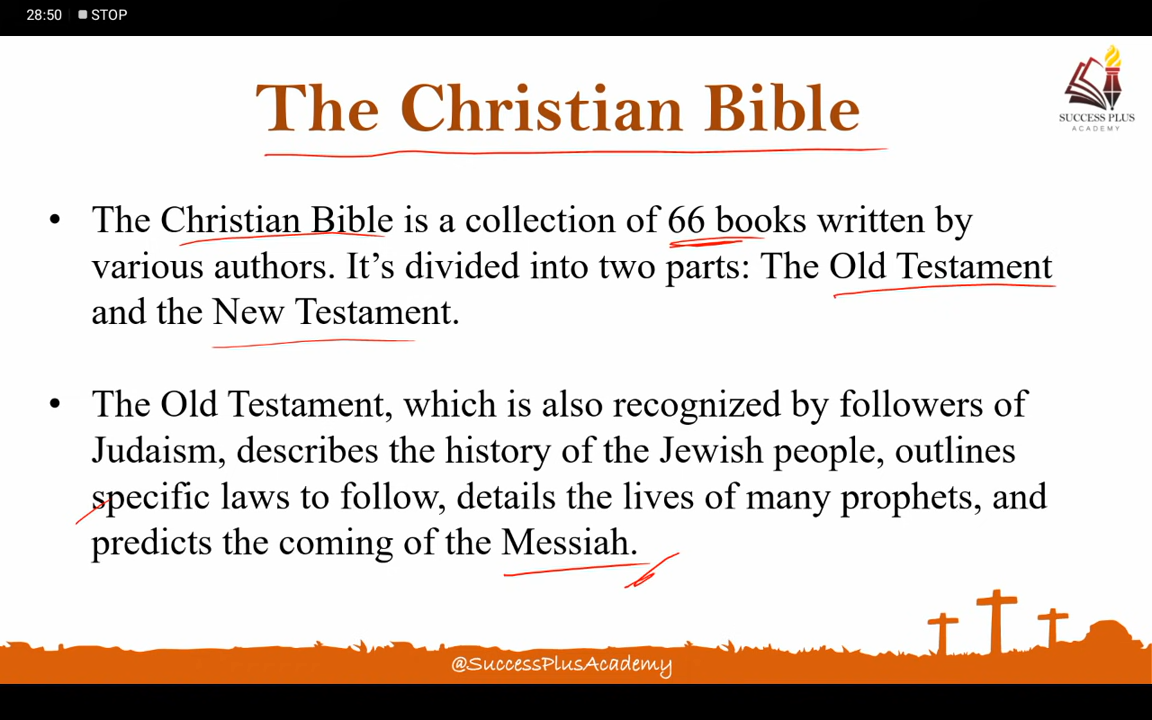 28:50 STOP
The Christian Bible
SUCCESS PLUS
ACADEMY
• The Christian Bible is a collection of 66 books written by
various authors. It’s divided into two parts: The Old Testament
and the New Testament.
• The Old Testament, which is also recognized by followers of
Judaism, describes the history of the Jewish people, outlines
specific laws to follow, details the lives of many prophets, and
predicts the coming of the Messiah.
@SuccessPlusAcademy